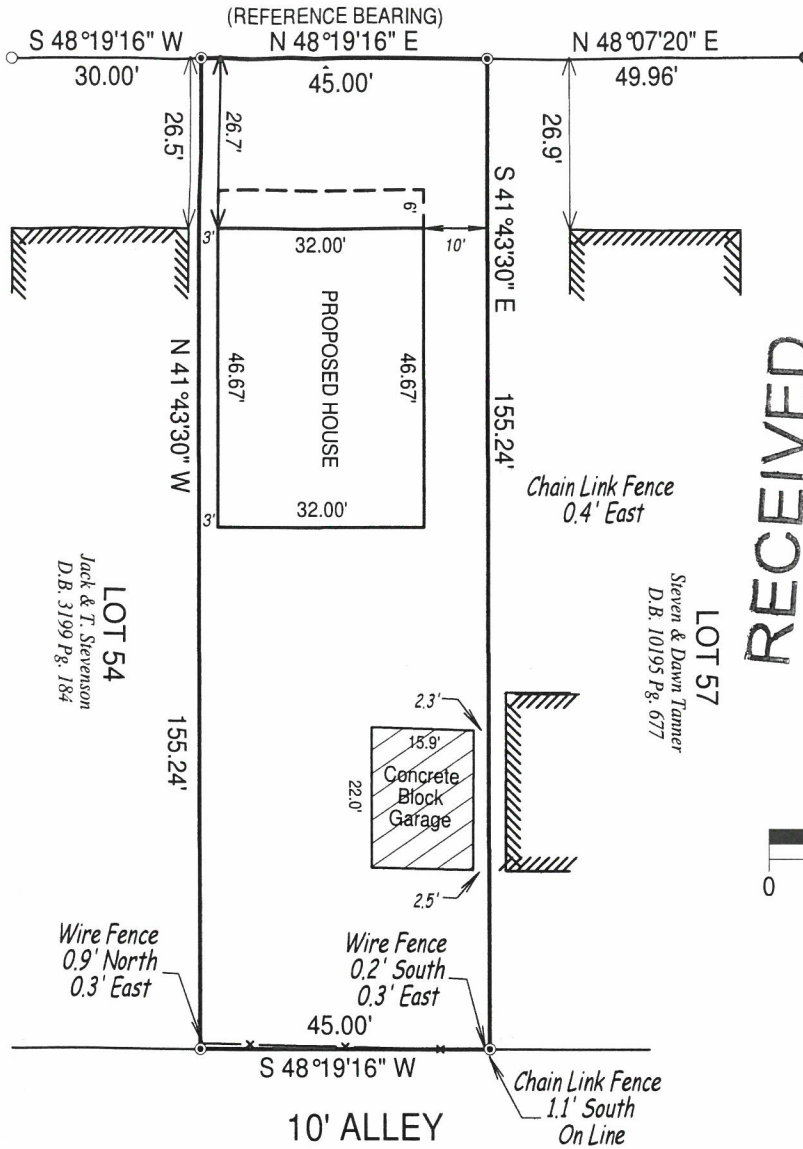 (REFERENCE BEARING)
S 48°19'16" W
N 48°19'16" E
N 48°07'20" E
30.00'
45.00'
49.96'
26.5'
26.7'
26.9'
6'
3'
32.00'
10'
S 41°43'30" E
155.24'
N 41°43'30" W
155.24'
46.67'
PROPOSED HOUSE
46.67'
3'
32.00'
Chain Link Fence
0.4' East
RECEIVED
LOT 54
Jack & T. Stevenson
D.B. 3199 Pg. 184
LOT 57
Steven & Dawn Tanner
D.B. 10195 Pg. 677
2.3'
15.9'
22.0'
Concrete
Block
Garage
2.5'
0
Wire Fence
0.9' North
0.3' East
Wire Fence
0.2' South
0.3' East
45.00'
S 48°19'16" W
Chain Link Fence
1.1' South
On Line
10' ALLEY